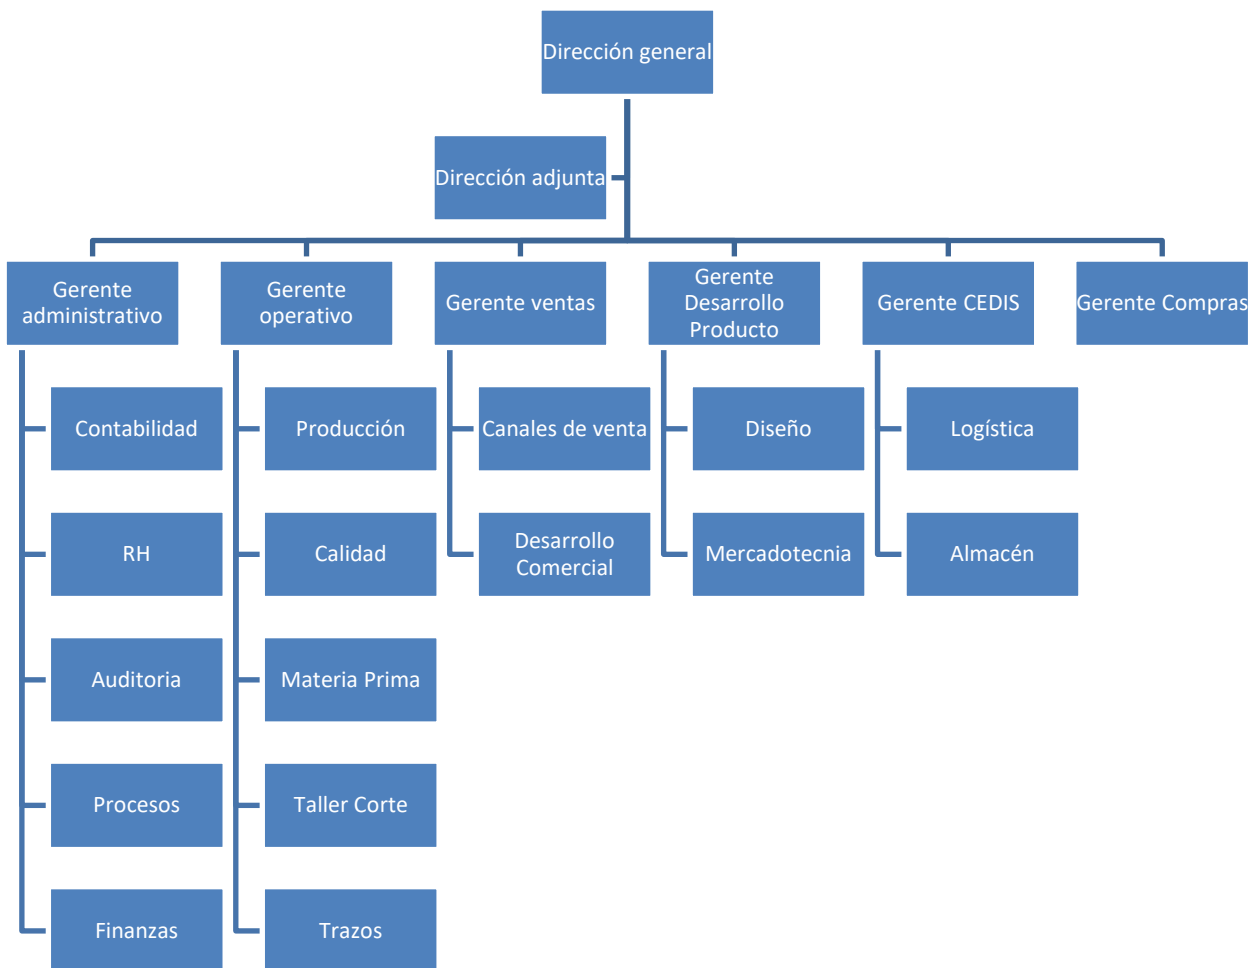 Dirección general
Dirección adjunta
Gerente
administrativo
Gerente
operativo
Gerente ventas
Gerente
Desarrollo
Producto
Gerente CEDIS
Gerente Compras
Contabilidad
Producción
Canales de venta
Diseño
Logística
RH
Calidad
Desarrollo
Comercial
Mercadotecnia
Almacén
Auditoria
Materia Prima
Procesos
Taller Corte
Finanzas
Trazos